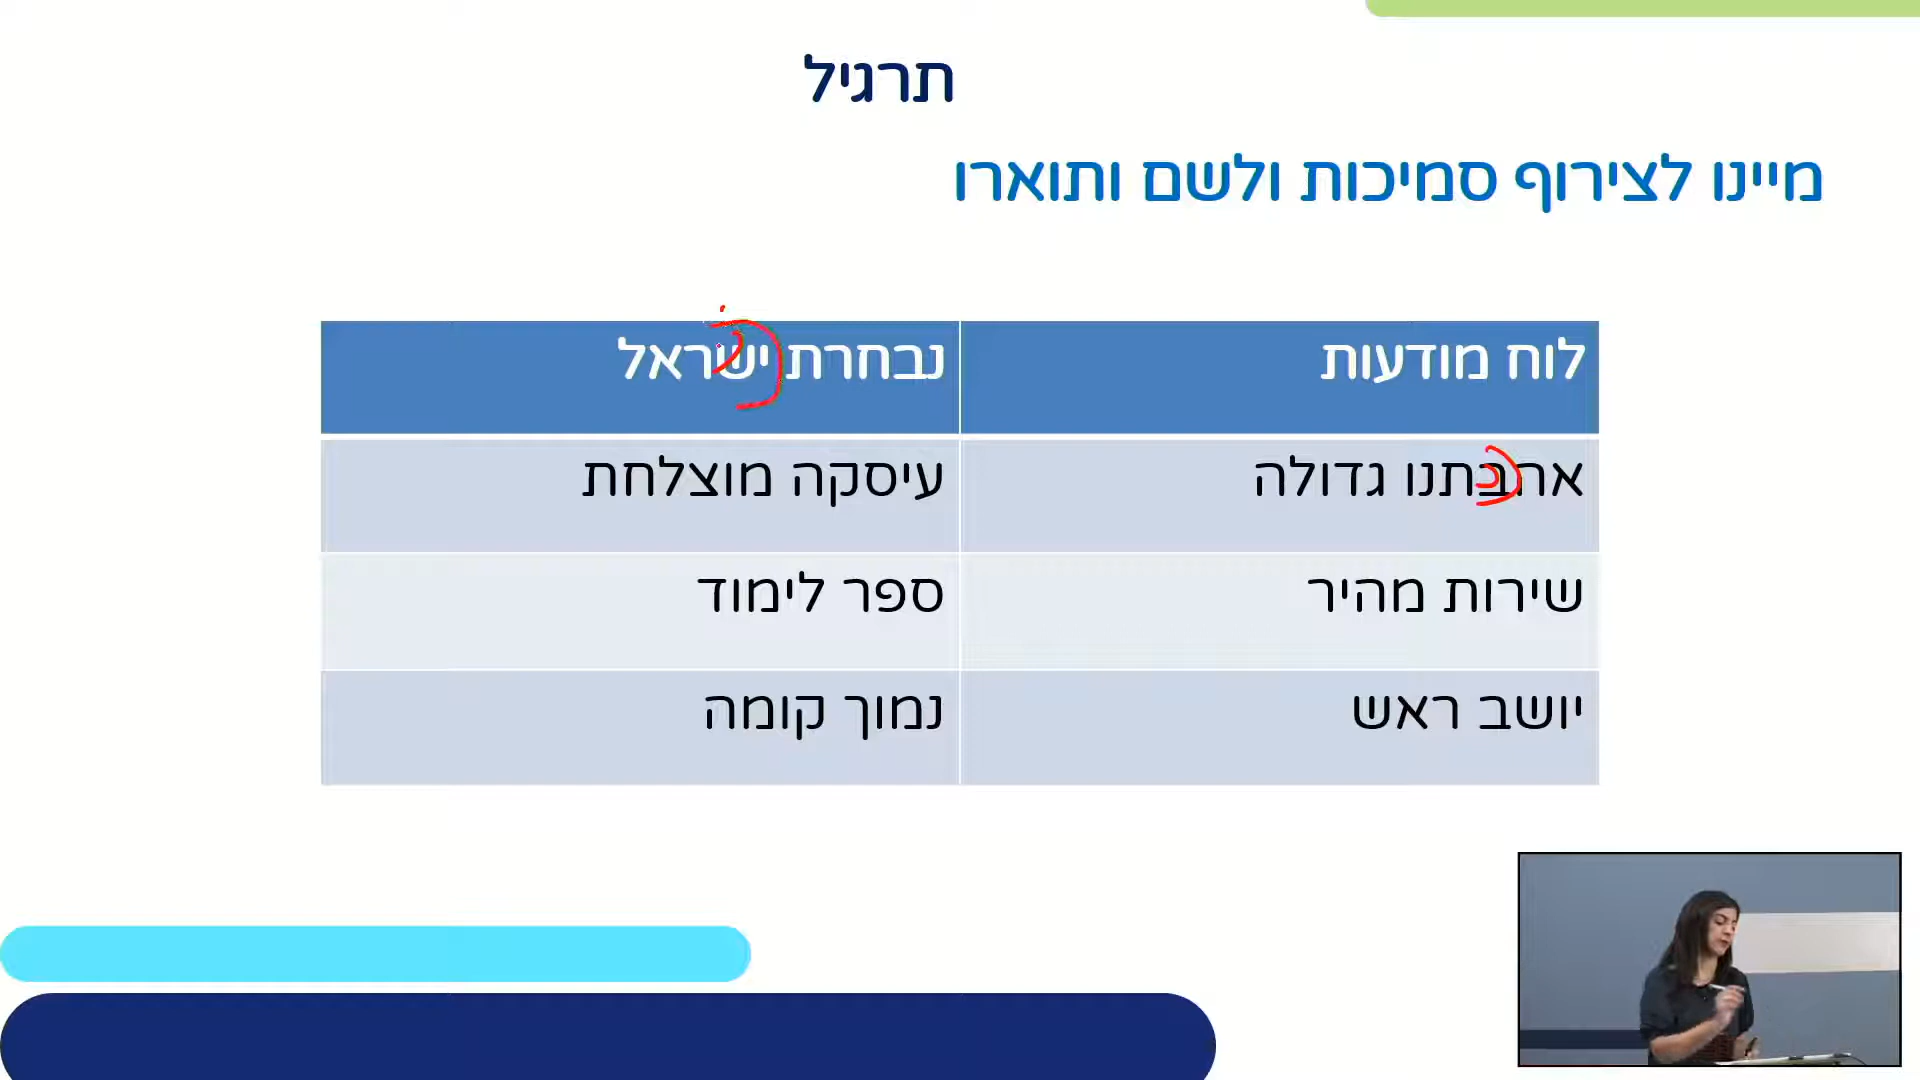 תרגיל
מיינו לצירוף סמיכות ולשם ותוארו
לוח מודעות
נבחרת ישראל
אהבתנו גדולה
עיסקה מוצלחת
שירות מהיר
ספר לימוד
יושב ראש
נמוך קומה